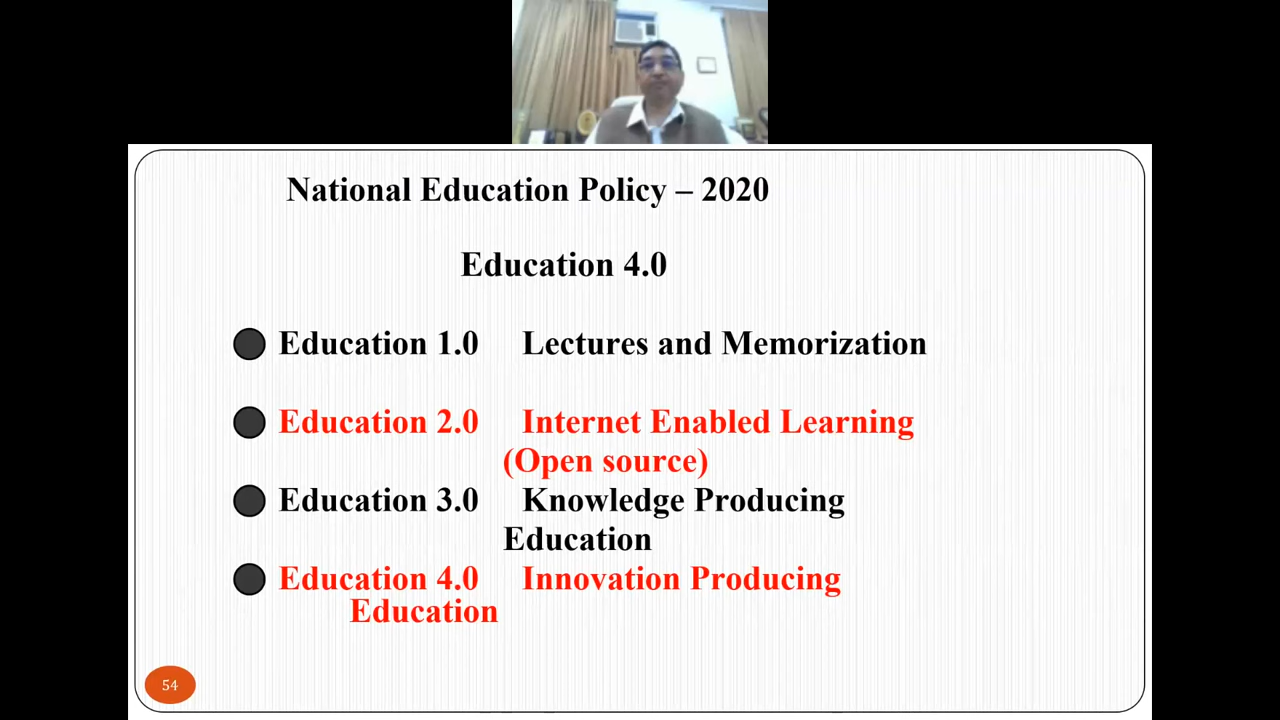 National Education Policy – 2020
Education 4.0
Education 1.0 Lectures and Memorization
Education 2.0 Internet Enabled Learning
(Open source)
Education 3.0 Knowledge Producing
Education
Education 4.0 Innovation Producing
Education
54